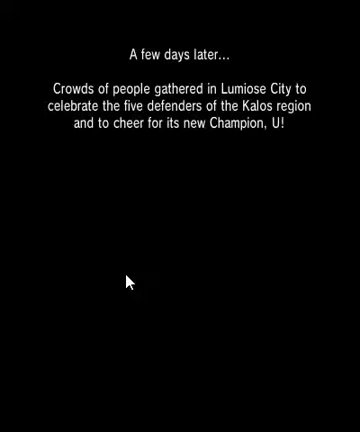 A few days later...
Crowds of people gathered in Lumiose City to
celebrate the five defenders of the Kalos region
and to cheer for its new Champion, U!